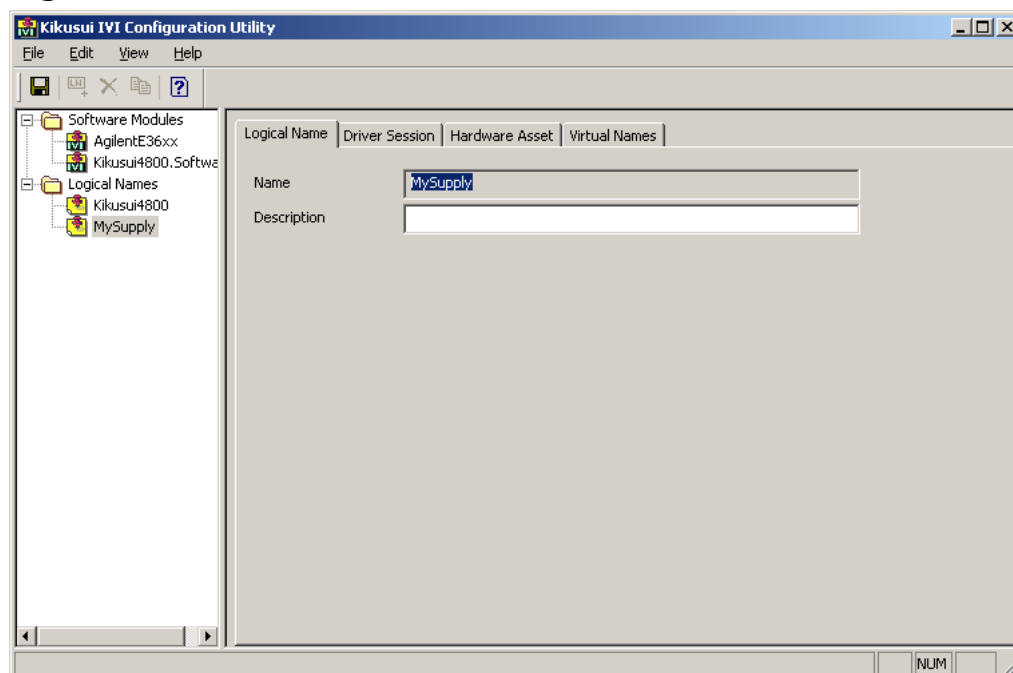 Kikusui IVI Configuration Utility
File Edit View Help
Software Modules
AgilentE36xx
Kikusui4800.Softwa
Logical Names
Kikusui4800
MySupply
Logical Name Driver Session Hardware Asset Virtual Names
Name MySupply
Description
NUM